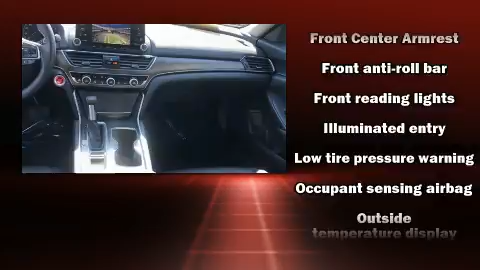 Front Center Armrest
Front anti-roll bar
Front reading lights
Illuminated entry
Low tire pressure warning
Occupant sensing airbag
Outside
temperature display